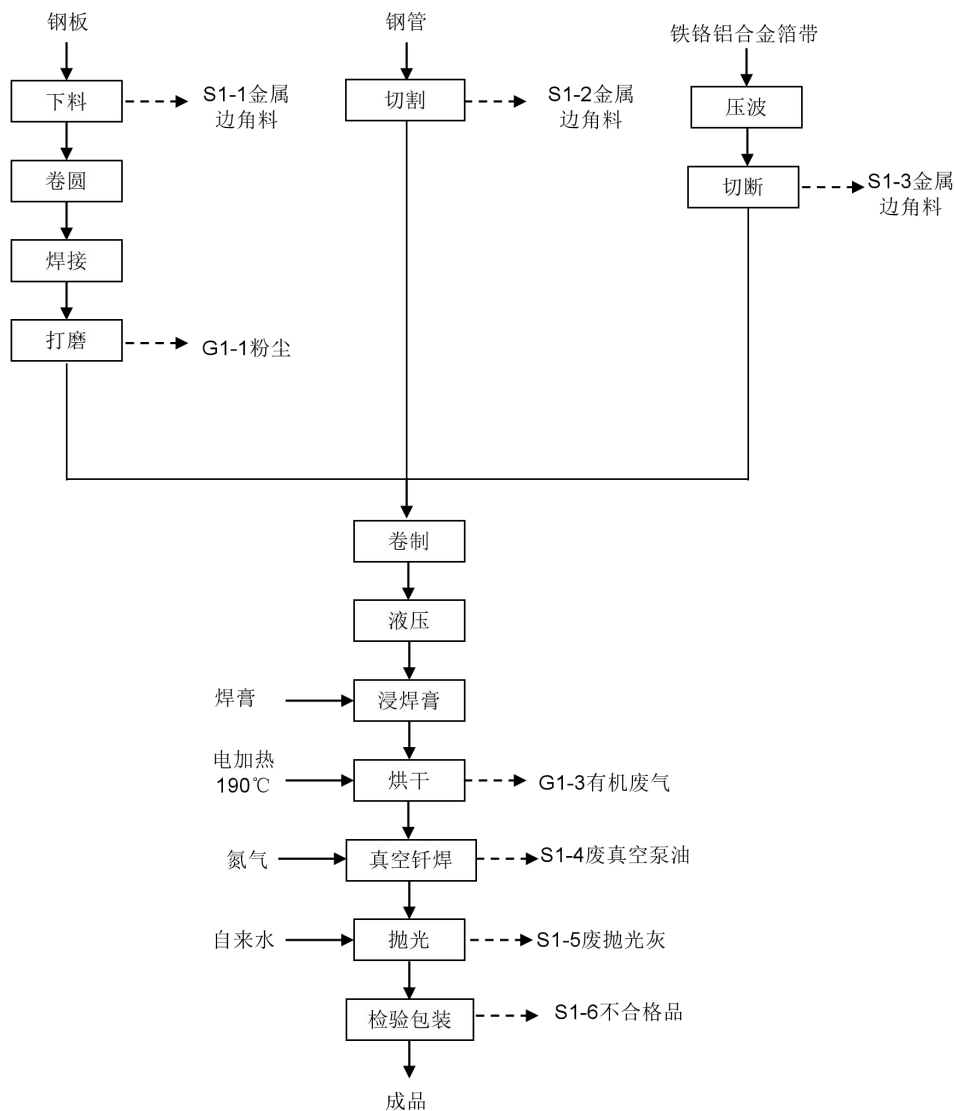 钢板
钢管
铁铬铝合金箔带
下料
S1-1金属
边角料
切割
S1-2金属
边角料
压波
卷圆
切断
S1-3金属
边角料
焊接
打磨
G1-1粉尘
卷制
液压
焊膏
浸焊膏
电加热
190℃
烘干
G1-3有机废气
氮气
真空钎焊
S1-4废真空泵油
自来水
抛光
S1-5废抛光灰
检验包装
S1-6不合格品
成品